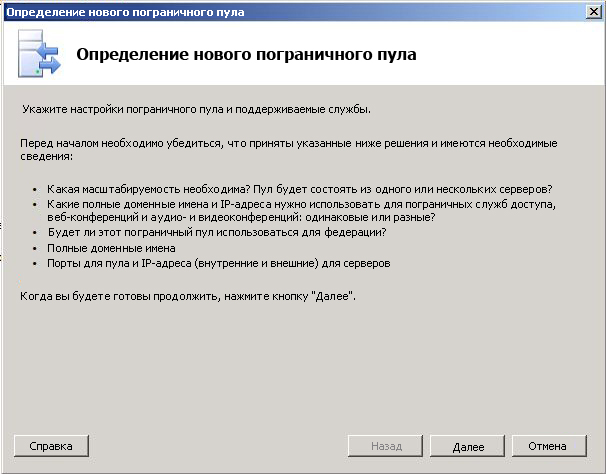 Определение нового пограничного пула
Определение нового пограничного пула
Укажите настройки пограничного пула и поддерживаемые службы.
Перед началом необходимо убедиться, что приняты указанные ниже решения и имеются необходимые
сведения:
• Какая масштабируемость необходима? Пул будет состоять из одного или нескольких серверов?
• Какие полные доменные имена и IP-адреса нужно использовать для пограничных служб доступа,
веб-конференций и аудио- и видеоконференций: одинаковые или разные?
• Будет ли этот пограничный пул использоваться для федерации?
• Полные доменные имена
• Порты для пула и IP-адреса (внутренние и внешние) для серверов
Когда вы будете готовы продолжить, нажмите кнопку "Далее".
Справка
Назад
Далее
Отмена